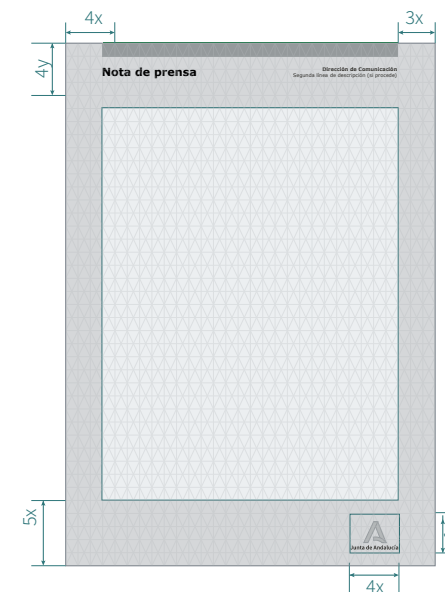 4x
3x
4y
Nota de prensa
Dirección de Comunicación
Segunda línea de descripción (si procede)
5x
Junta de Andalucía
4x